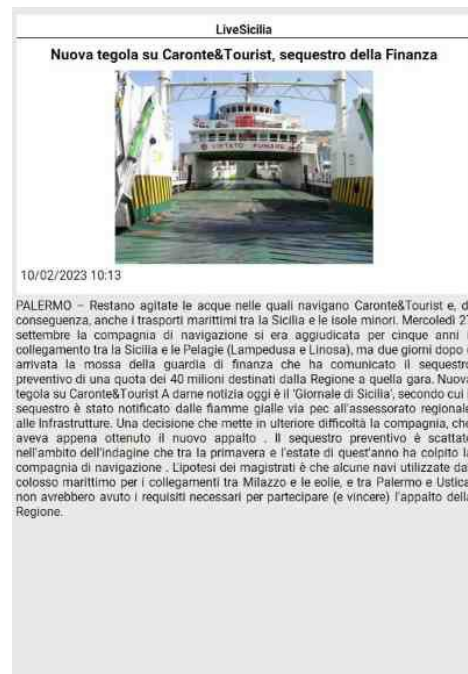 LiveSicilia
Nuova tegola su Caronte&Tourist, sequestro della Finanza
VIETATO FUMARE
10/02/2023 10:13
PALERMO – Restano agitate le acque nelle quali navigano Caronte&Tourist e, d
conseguenza, anche i trasporti marittimi tra la Sicilia e le isole minori. Mercoledì 27
settembre la compagnia di navigazione si era aggiudicata per cinque anni i
collegamento tra la Sicilia e le Pelagie (Lampedusa e Linosa), ma due giorni dopo
arrivata la mossa della guardia di finanza che ha comunicato il sequestro
preventivo di una quota dei 40 milioni destinati dalla Regione a quella gara. Nuova
tegola su Caronte&Tourist A darne notizia oggi è il 'Giornale di Sicilia', secondo cui i
sequestro è stato notificato dalle fiamme gialle via pec all'assessorato regionale
alle Infrastrutture. Una decisione che mette in ulteriore difficoltà la compagnia, che
aveva appena ottenuto il nuovo appalto . Il sequestro preventivo è scattato
nell'ambito dell'indagine che tra la primavera e l'estate di quest'anno ha colpito la
compagnia di navigazione . L'ipotesi dei magistrati è che alcune navi utilizzate dal
colosso marittimo per i collegamenti tra Milazzo e le eolie, e tra Palermo e Ustica
non avrebbero avuto i requisiti necessari per partecipare (e vincere) l'appalto della
Regione.